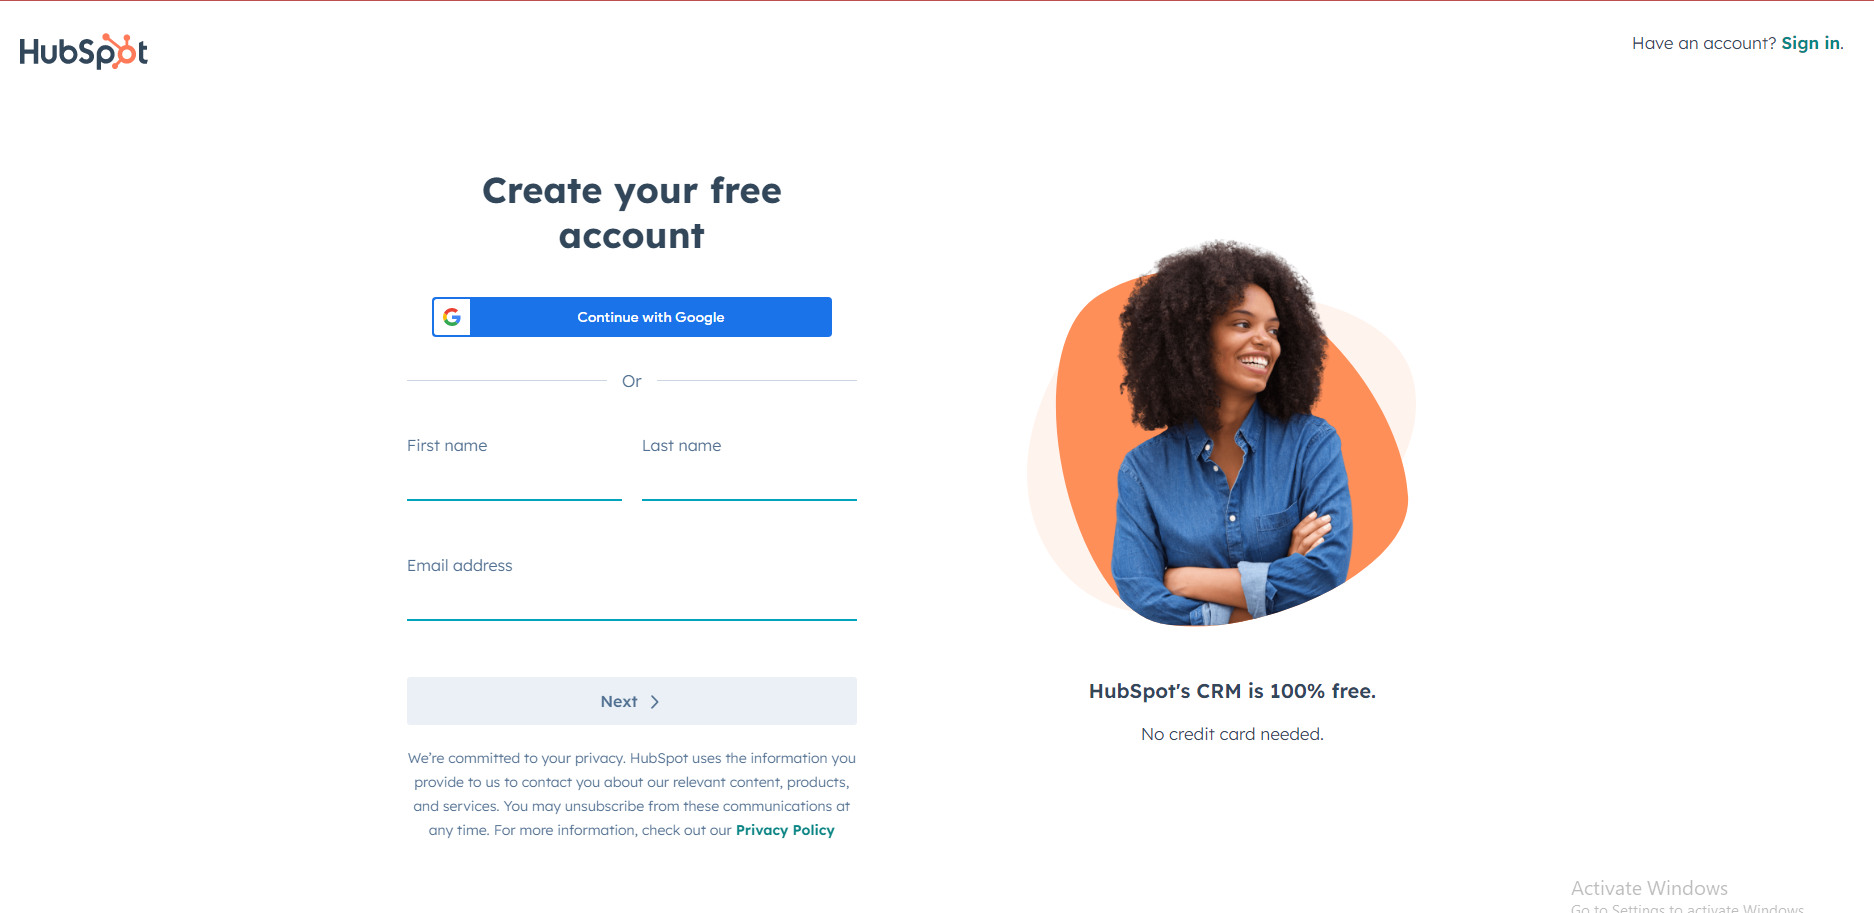 HubSpot
Have an account? Sign in.
Create your free
account
Continue with Google
Or
First name
Last name
Email address
Next
We’re committed to your privacy. HubSpot uses the information you
provide to us to contact you about our relevant content, products,
and services. You may unsubscribe from these communications at
any time. For more information, check out our Privacy Policy
HubSpot's CRM is 100% free.
No credit card needed.
Activate Windows
Go to Settings to activate Windows.